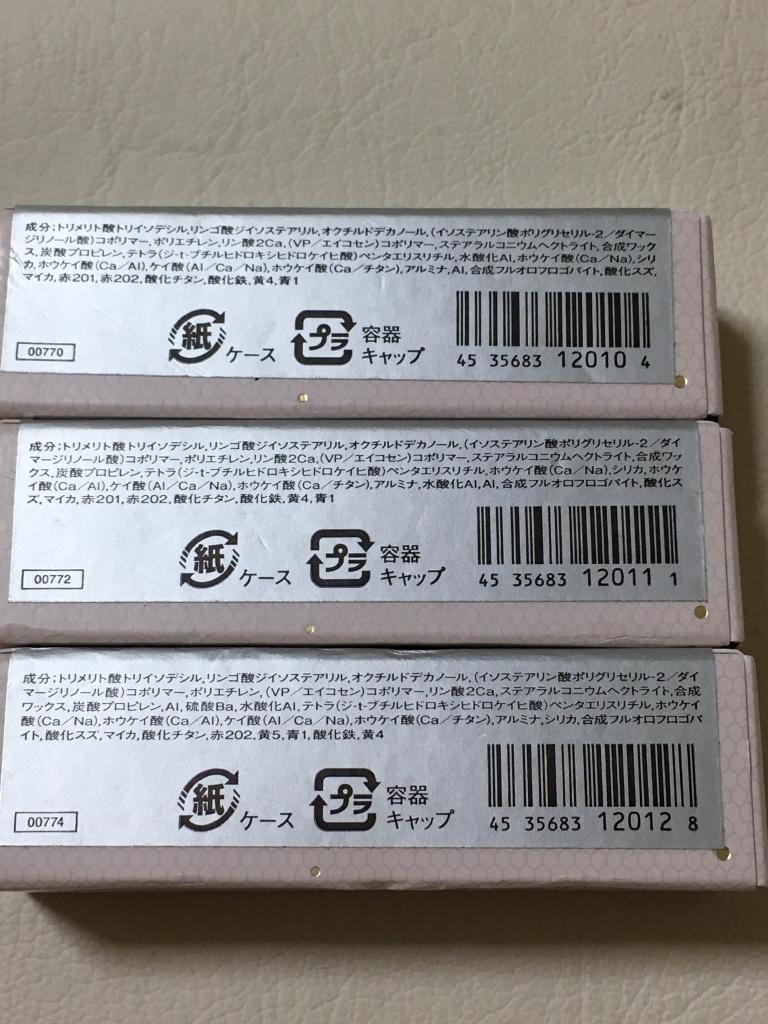 成分；トリメリト酸トリイソデシル,リンゴ酸ジイソステアリル,オクチルドデカノール,(イソステアリン酸ポリグリセリル-2／ダイマー
ジリノール酸)コポリマー,ポリエチレン,リン酸2Ca,(VP／エイコセン)コポリマー,ステアラルコニウムヘクトライト,合成ワック
ス,炭酸プロピレン,テトラ(ジ-t-ブチルヒドロキシヒドロケイヒ酸)ペンタエリスリチル,水酸化Al,ホウケイ酸(Ca／Na),シリ
カ,ホウケイ酸(Ca／Al),ケイ酸(Al／Ca／Na),ホウケイ酸(Ca／チタン),アルミナ,Al,合成フルオロフロゴパイト,酸化スズ,
マイカ,赤201,赤202,酸化チタン,酸化鉄,黄4,青1
00770
紙 ケース
プラ 容器
キャップ
45 35683 12010 4
成分；トリメリト酸トリイソデシル,リンゴ酸ジイソステアリル,オクチルドデカノール,(イソステアリン酸ポリグリセリル-2／ダイ
マージリノール酸)コポリマー,ポリエチレン,リン酸2Ca,(VP／エイコセン)コポリマー,ステアラルコニウムヘクトライト,合成ワッ
クス,炭酸プロピレン,テトラ(ジ-t-ブチルヒドロキシヒドロケイヒ酸)ペンタエリスリチル,ホウケイ酸(Ca／Na),シリカ,ホウケ
イ酸(Ca／Al),ケイ酸(Al／Ca／Na),ホウケイ酸(Ca／チタン),アルミナ,水酸化Al,Al,合成フルオロフロゴパイト,酸化ス
ズ,マイカ,赤201,赤202,酸化チタン,酸化鉄,黄4,青1
00772
紙 ケース
プラ 容器
キャップ
45 35683 12011 1
成分；トリメリト酸トリイソデシル,リンゴ酸ジイソステアリル,オクチルドデカノール,(イソステアリン酸ポリグリセリル-2／ダイ
マージリノール酸)コポリマー,ポリエチレン,(VP／エイコセン)コポリマー,リン酸2Ca,ステアラルコニウムヘクトライト,合成
ワックス,炭酸プロピレン,Al,硫酸Ba,水酸化Al,テトラ(ジ-t-ブチルヒドロキシヒドロケイヒ酸)ペンタエリスリチル,ホウケイ
酸(Ca／Na),ホウケイ酸(Ca／Al),ケイ酸(Al／Ca／Na),ホウケイ酸(Ca／チタン),アルミナ,シリカ,合成フルオロフロゴパ
イト,酸化スズ,マイカ,酸化チタン,赤202,黄5,青1,酸化鉄,黄4
00774
紙 ケース
プラ 容器
キャップ
45 35683 12012 8